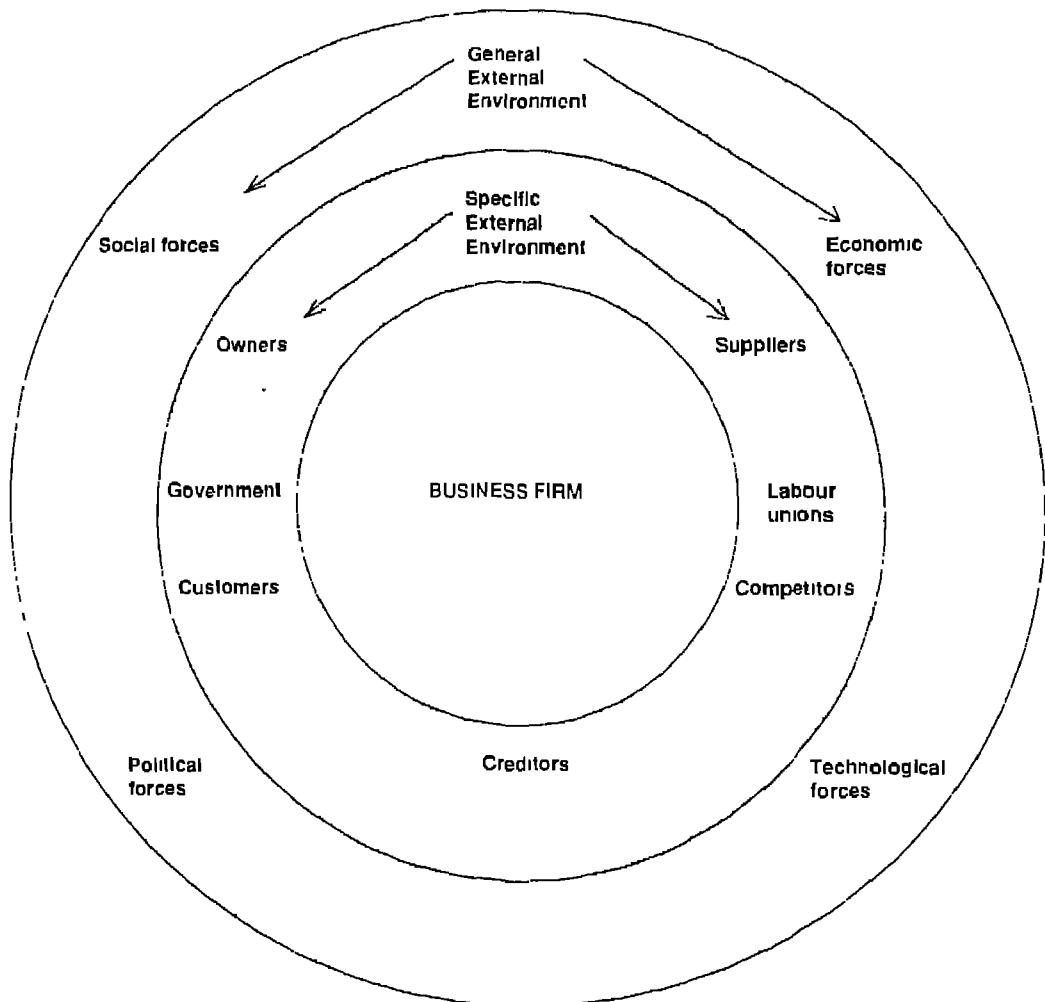 General
External
Environment
Specific
External
Environment
Social forces
Economic
forces
Owners
Suppliers
Government
BUSINESS FIRM
Labour
unions
Customers
Competitors
Political
forces
Creditors
Technological
forces